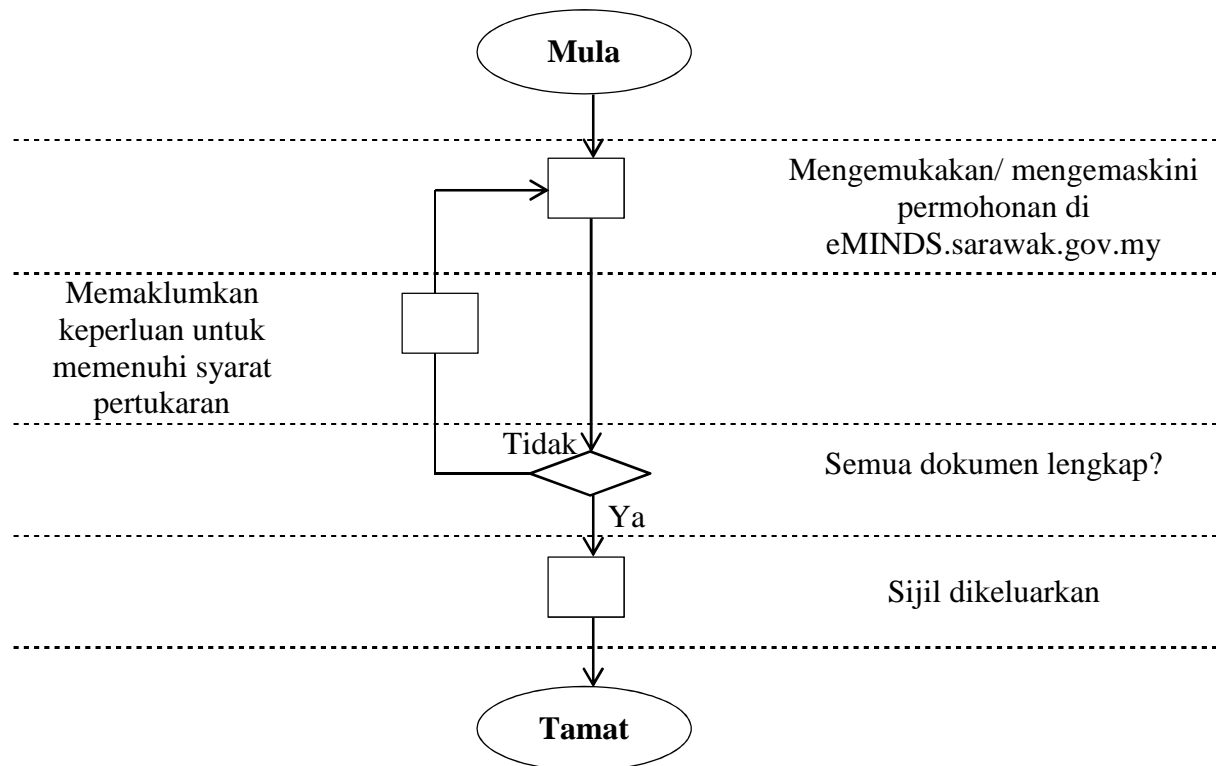 Mula
Mengemukakan/ mengemaskini
permohonan di
eMINDS.sarawak.gov.my
Memaklumkan
keperluan untuk
memenuhi syarat
pertukaran
Tidak
Semua dokumen lengkap?
Ya
Sijil dikeluarkan
Tamat